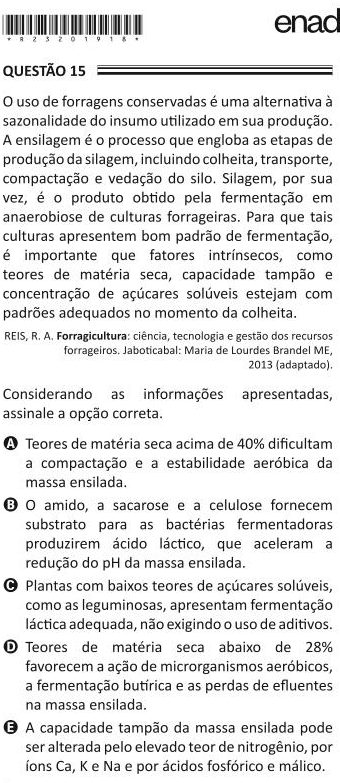 enad
*R23201918*
QUESTÃO 15
O uso de forragens conservadas é uma alternativa à
sazonalidade do insumo utilizado em sua produção.
A ensilagem é o processo que engloba as etapas de
produção da silagem, incluindo colheita, transporte,
compactação e vedação do silo. Silagem, por sua
vez, é o produto obtido pela fermentação em
anaerobiose de culturas forrageiras. Para que tais
culturas apresentem bom padrão de fermentação,
é importante que fatores intrínsecos, como
teores de matéria seca, capacidade tampão e
concentração de açúcares solúveis estejam com
padrões adequados no momento da colheita.
REIS, R. A. Forragicultura: ciência, tecnologia e gestão dos recursos
forrageiros. Jaboticabal: Maria de Lourdes Brandel ME,
2013 (adaptado).
Considerando as informações apresentadas,
assinale a opção correta.
A Teores de matéria seca acima de 40% dificultam
a compactação e a estabilidade aeróbica da
massa ensilada.
B O amido, a sacarose e a celulose fornecem
substrato para as bactérias fermentadoras
produzirem ácido láctico, que aceleram a
redução do pH da massa ensilada.
C Plantas com baixos teores de açúcares solúveis,
como as leguminosas, apresentam fermentação
láctica adequada, não exigindo o uso de aditivos.
D Teores de matéria seca abaixo de 28%
favorecem a ação de microrganismos aeróbicos,
a fermentação butírica e as perdas de efluentes
na massa ensilada.
E A capacidade tampão da massa ensilada pode
ser alterada pelo elevado teor de nitrogênio, por
íons Ca, K e Na e por ácidos fosfórico e málico.